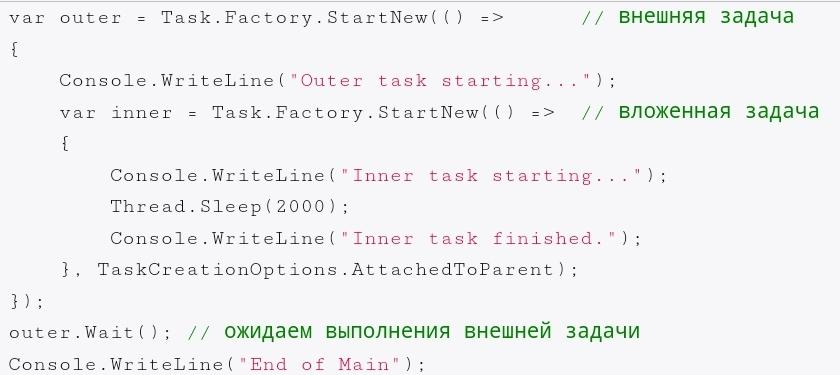 var outer = Task.Factory.StartNew(() =>      // внешняя задача
{
    Console.WriteLine("Outer task starting...");
    var inner = Task.Factory.StartNew(() =>  // вложенная задача
    {
        Console.WriteLine("Inner task starting...");
        Thread.Sleep(2000);
        Console.WriteLine("Inner task finished.");
    }, TaskCreationOptions.AttachedToParent);
});
outer.Wait(); // ожидаем выполнения внешней задачи
Console.WriteLine("End of Main");